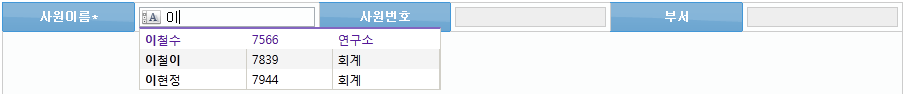 사원이름* 이 사원번호 부서
이철수 7566 연구소
이철이 7839 회계
이현정 7944 회계